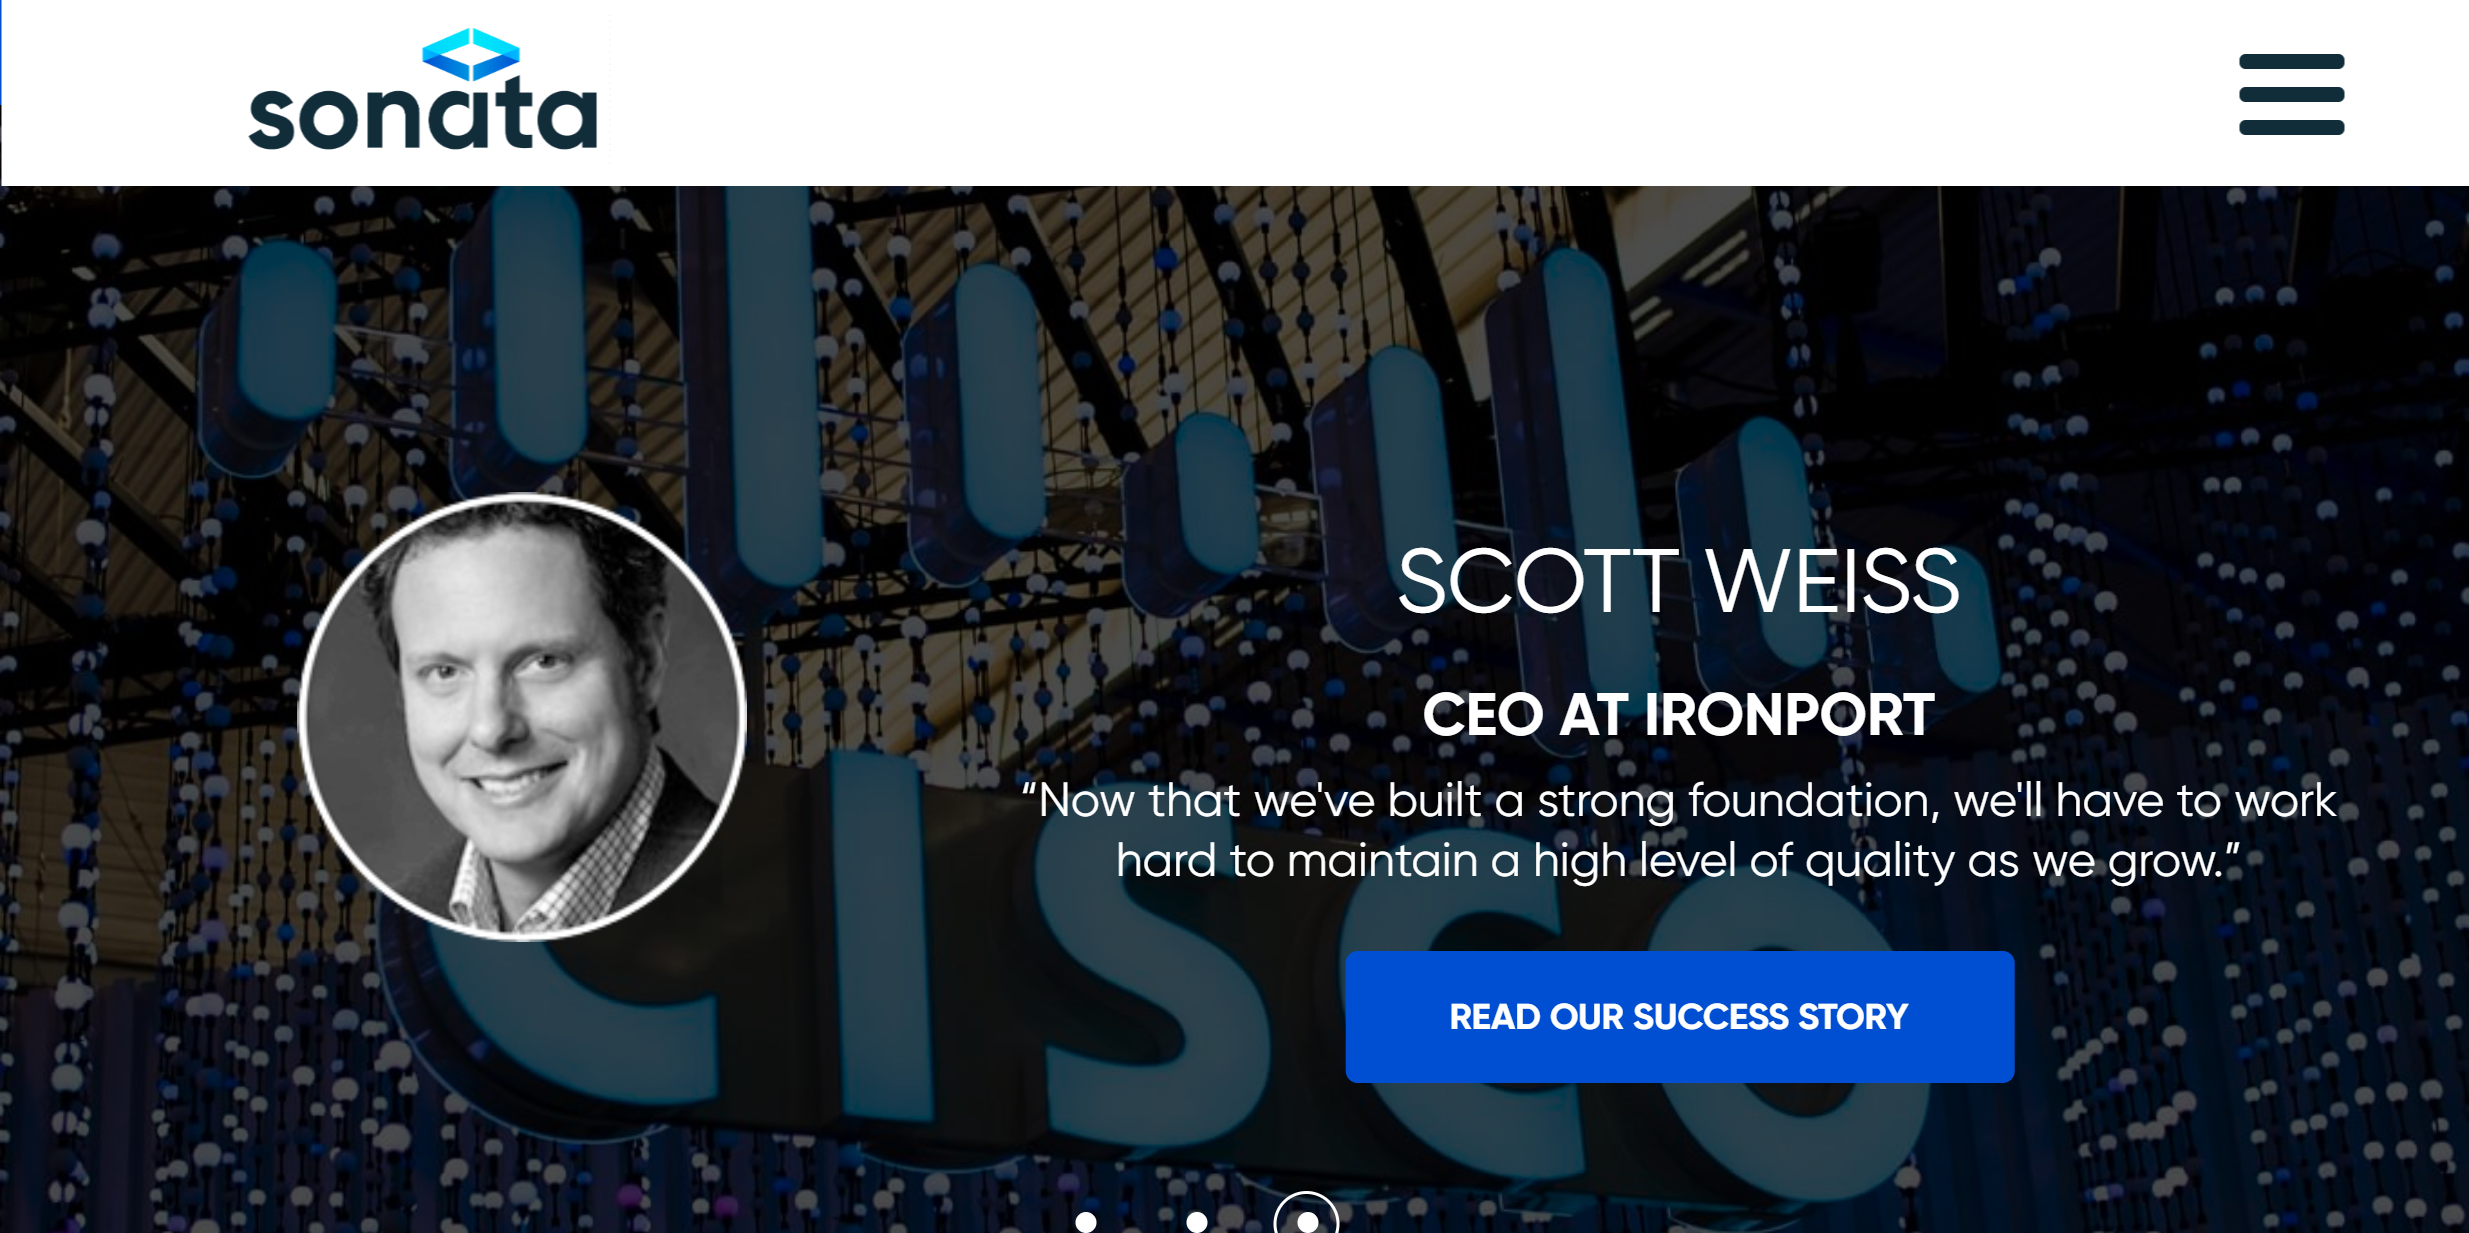 sonata
SCOTT WEISS
CEO AT IRONPORT
“Now that we've built a strong foundation, we'll have to work
hard to maintain a high level of quality as we grow.”
CISCO
READ OUR SUCCESS STORY